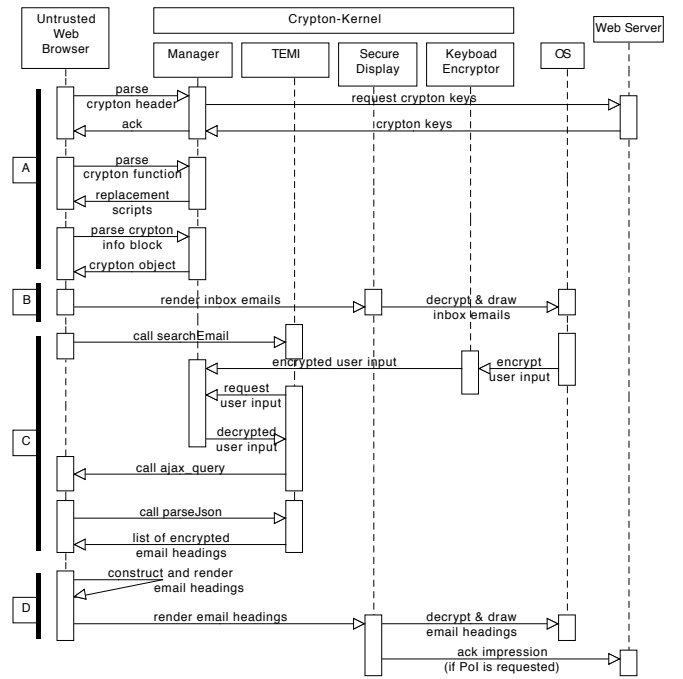 Untrusted
Web
Browser
Crypton-Kernel
Web Server
Manager
TEMI
Secure
Display
Keyboad
Encryptor
OS
A
parse
crypton header
request crypton keys
ack
crypton keys
parse
crypton function
replacement
scripts
parse crypton
info block
crypton object
B
render inbox emails
decrypt & draw
inbox emails
C
call searchEmail
encrypted user input
encrypt
user input
request
user input
decrypted
user input
call ajax_query
call parseJson
list of encrypted
email headings
D
construct and render
email headings
render email headings
decrypt & draw
email headings
ack impression
(if PoI is requested)